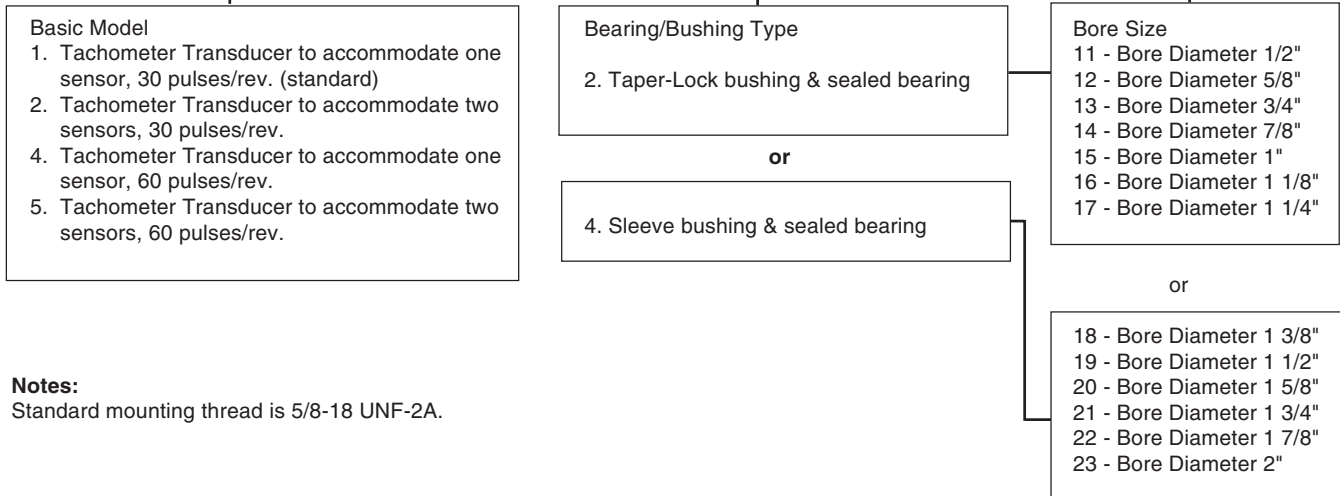 Basic Model
1. Tachometer Transducer to accommodate one
sensor, 30 pulses/rev. (standard)
2. Tachometer Transducer to accommodate two
sensors, 30 pulses/rev.
4. Tachometer Transducer to accommodate one
sensor, 60 pulses/rev.
5. Tachometer Transducer to accommodate two
sensors, 60 pulses/rev.
Bearing/Bushing Type
2. Taper-Lock bushing & sealed bearing
or
4. Sleeve bushing & sealed bearing
Bore Size
11 - Bore Diameter 1/2"
12 - Bore Diameter 5/8"
13 - Bore Diameter 3/4"
14 - Bore Diameter 7/8"
15 - Bore Diameter 1"
16 - Bore Diameter 1 1/8"
17 - Bore Diameter 1 1/4"
or
18 - Bore Diameter 1 3/8"
19 - Bore Diameter 1 1/2"
20 - Bore Diameter 1 5/8"
21 - Bore Diameter 1 3/4"
22 - Bore Diameter 1 7/8"
23 - Bore Diameter 2"
Notes:
Standard mounting thread is 5/8-18 UNF-2A.